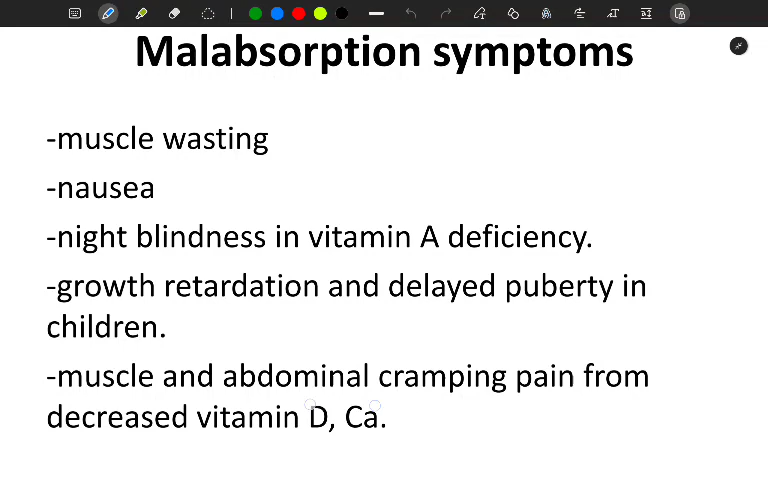 Malabsorption symptoms
-muscle wasting
-nausea
-night blindness in vitamin A deficiency.
-growth retardation and delayed puberty in
children.
-muscle and abdominal cramping pain from
decreased vitamin D, Ca.